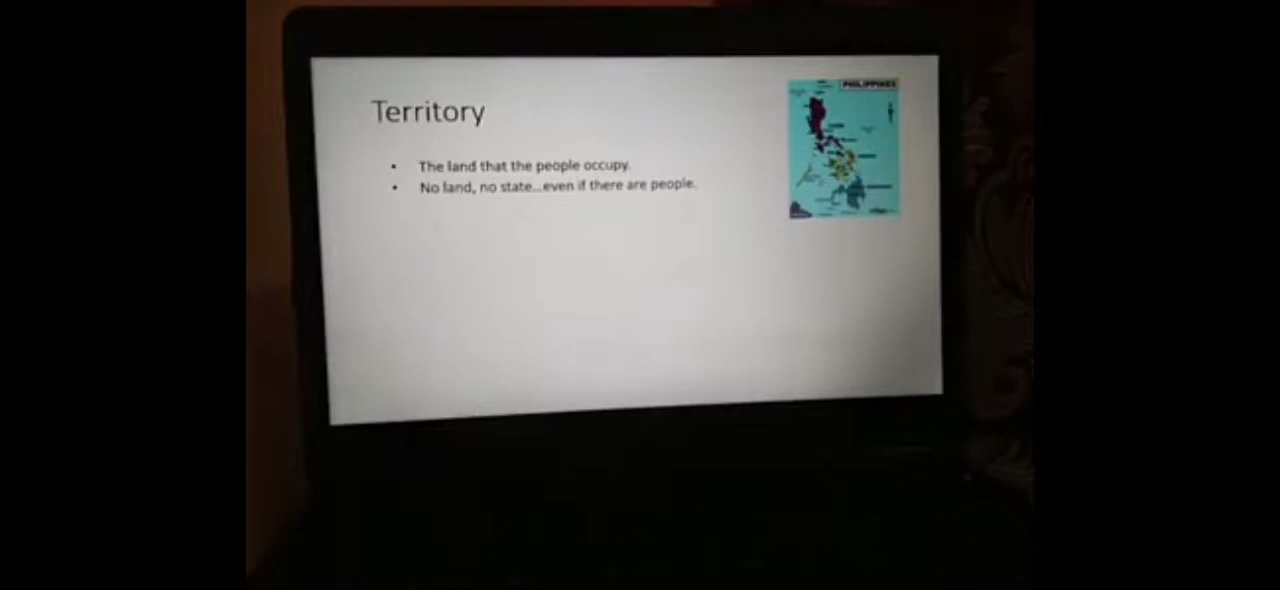 Territory
• The land that the people occupy.
• No land, no state...even if there are people.
PHILIPPINES